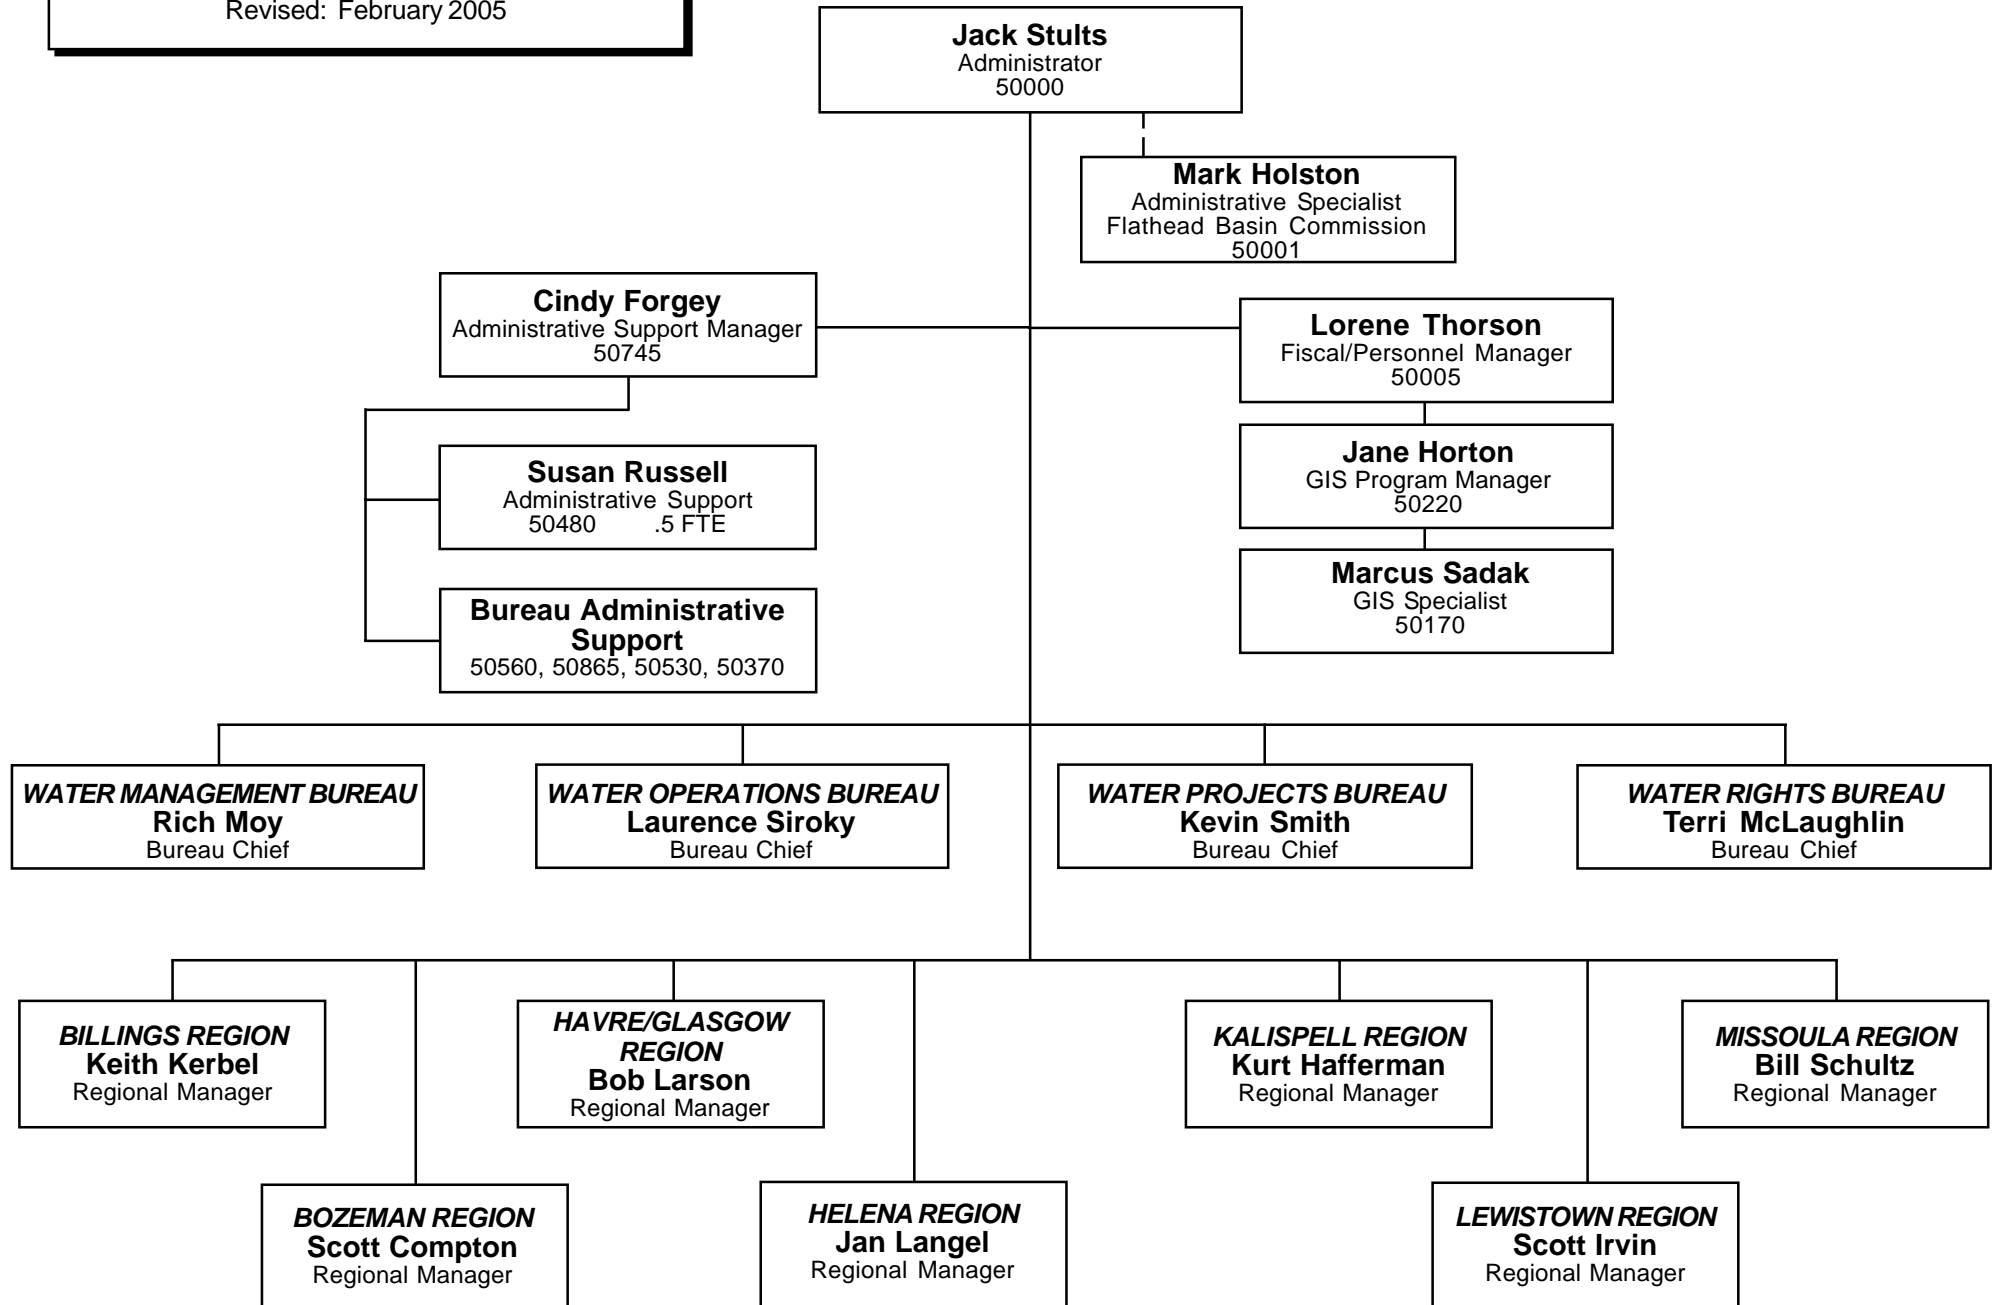 Revised: February 2005
Jack Stults
Administrator
50000
Mark Holston
Administrative Specialist
Flathead Basin Commission
50001
Cindy Forgey
Administrative Support Manager
50745
Lorene Thorson
Fiscal/Personnel Manager
50005
Susan Russell
Administrative Support
50480 .5 FTE
Jane Horton
GIS Program Manager
50220
Bureau Administrative
Support
50560, 50865, 50530, 50370
Marcus Sadak
GIS Specialist
50170
WATER MANAGEMENT BUREAU
Rich Moy
Bureau Chief
WATER OPERATIONS BUREAU
Laurence Siroky
Bureau Chief
WATER PROJECTS BUREAU
Kevin Smith
Bureau Chief
WATER RIGHTS BUREAU
Terri McLaughlin
Bureau Chief
BILLINGS REGION
Keith Kerbel
Regional Manager
HAVRE/GLASGOW
REGION
Bob Larson
Regional Manager
KALISPELL REGION
Kurt Hafferman
Regional Manager
MISSOULA REGION
Bill Schultz
Regional Manager
BOZEMAN REGION
Scott Compton
Regional Manager
HELENA REGION
Jan Langel
Regional Manager
LEWISTOWN REGION
Scott Irvin
Regional Manager